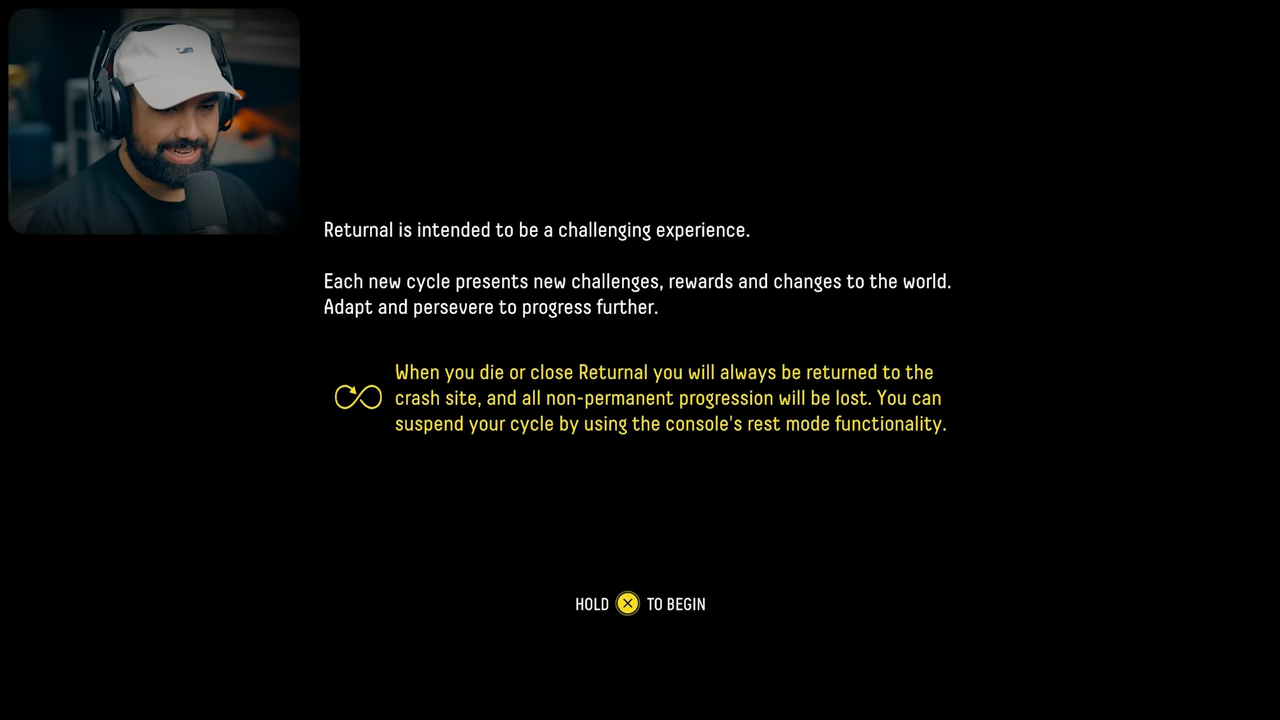 Returnal is intended to be a challenging experience.
Each new cycle presents new challenges, rewards and changes to the world.
Adapt and persevere to progress further.
When you die or close Returnal you will always be returned to the
crash site, and all non-permanent progression will be lost. You can
suspend your cycle by using the console's rest mode functionality.
HOLD TO BEGIN